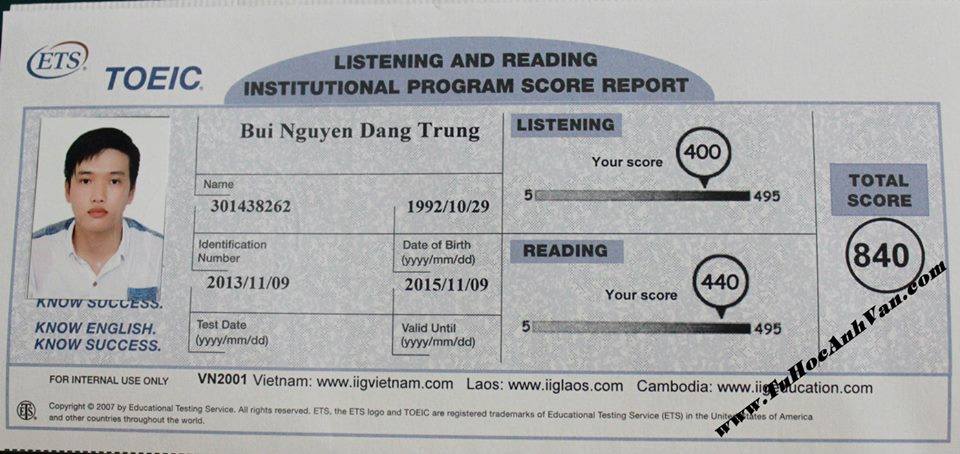 ETS
TOEIC
LISTENING AND READING
INSTITUTIONAL PROGRAM SCORE REPORT
KNOW SUCCESS.
KNOW ENGLISH.
KNOW SUCCESS.
Bui Nguyen Dang Trung
Name
301438262
1992/10/29
Identification
Number
Date of Birth
(yyyy/mm/dd)
2013/11/09
2015/11/09
Test Date
(yyyy/mm/dd)
Valid Until
(yyyy/mm/dd)
LISTENING
Your score
400
5
495
READING
Your score
440
5
495
TOTAL
SCORE
840
FOR INTERNAL USE ONLY
VN2001 Vietnam: www.iigvietnam.com Laos: www.iiglaos.com Cambodia: www.iigeducation.com
ETS
Copyright © 2007 by Educational Testing Service. All rights reserved. ETS, the ETS logo and TOEIC are registered trademarks of Educational Testing Service (ETS) in the United States of America
and other countries throughout the world.
www.TuHocAnhVan.com